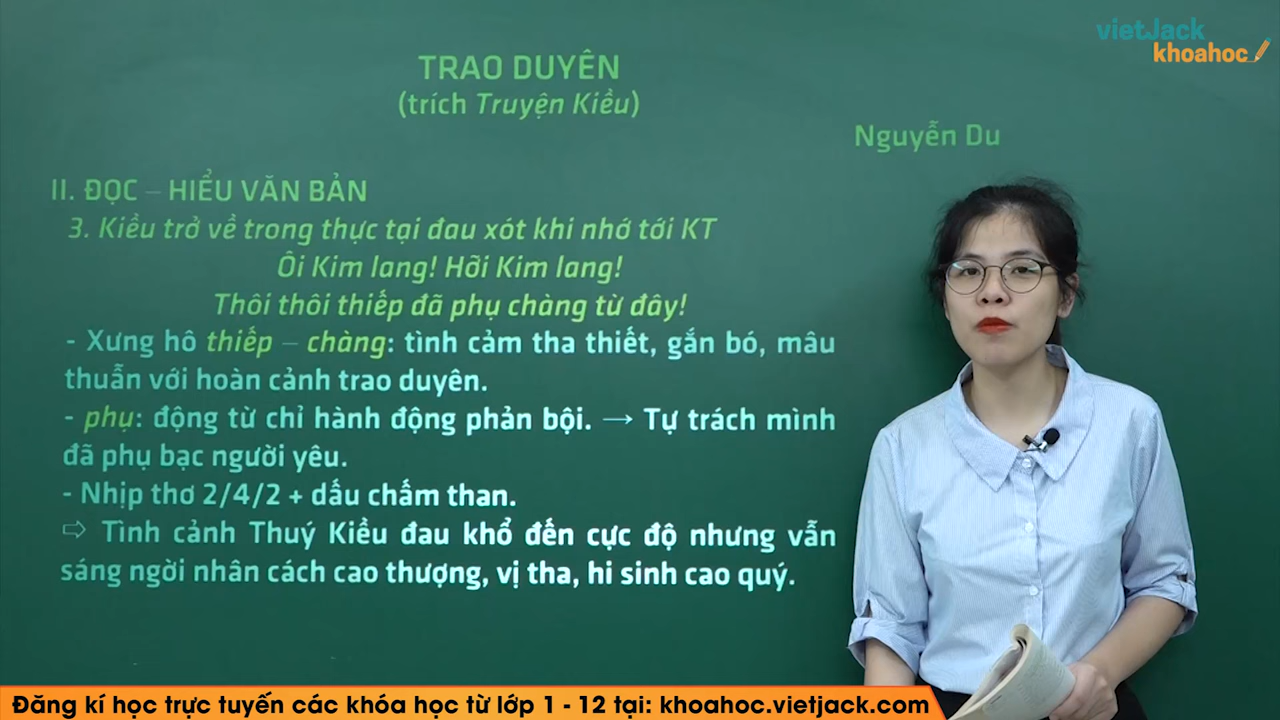 vietJack
khoahoc
TRAO DUYÊN
(trích Truyện Kiều)
Nguyễn Du
II. ĐỌC – HIỂU VĂN BẢN
3. Kiều trở về trong thực tại đau xót khi nhớ tới KT
Ôi Kim lang! Hỡi Kim lang!
Thôi thôi thiếp đã phụ chàng từ đây!
- Xưng hô thiếp – chàng: tình cảm tha thiết, gắn bó, mâu
thuẫn với hoàn cảnh trao duyên.
- phụ: động từ chỉ hành động phản bội. → Tự trách mình
đã phụ bạc người yêu.
- Nhịp thơ 2/4/2 + dấu chấm than.
⇨ Tình cảnh Thuý Kiều đau khổ đến cực độ nhưng vẫn
sáng ngời nhân cách cao thượng, vị tha, hi sinh cao quý.
Đăng kí học trực tuyến các khóa học từ lớp 1 - 12 tại: khoahoc.vietjack.com